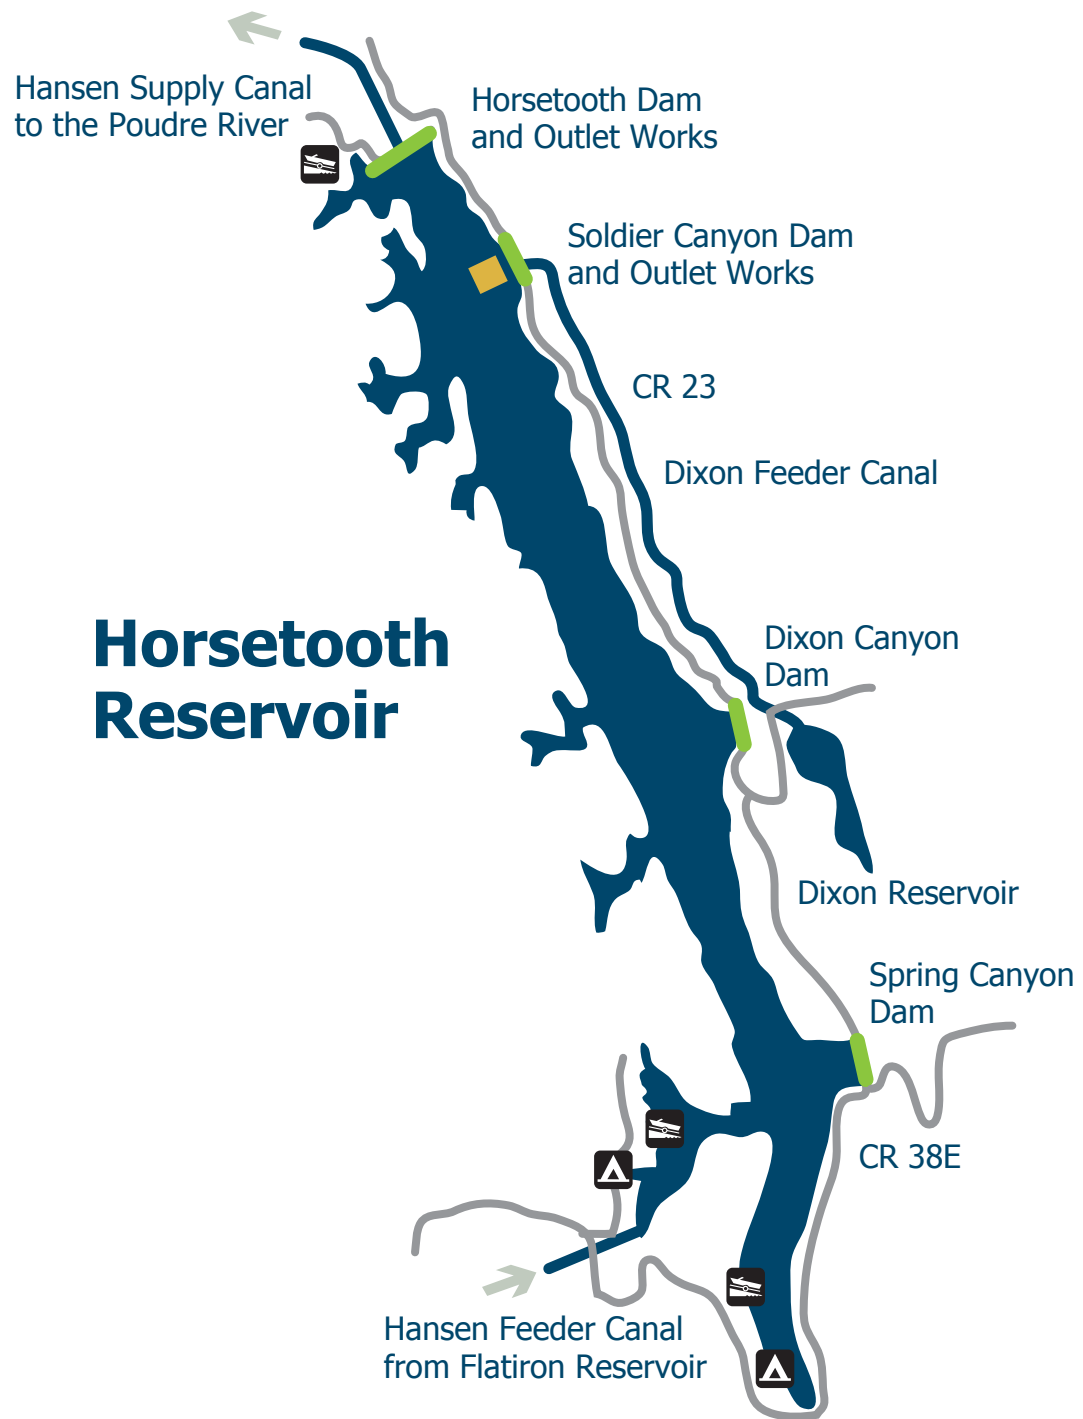 Hansen Supply Canal
to the Poudre River
Horsetooth Dam
and Outlet Works
Soldier Canyon Dam
and Outlet Works
CR 23
Dixon Feeder Canal
Horsetooth
Reservoir
Dixon Canyon
Dam
Dixon Reservoir
Spring Canyon
Dam
CR 38E
Hansen Feeder Canal
from Flatiron Reservoir